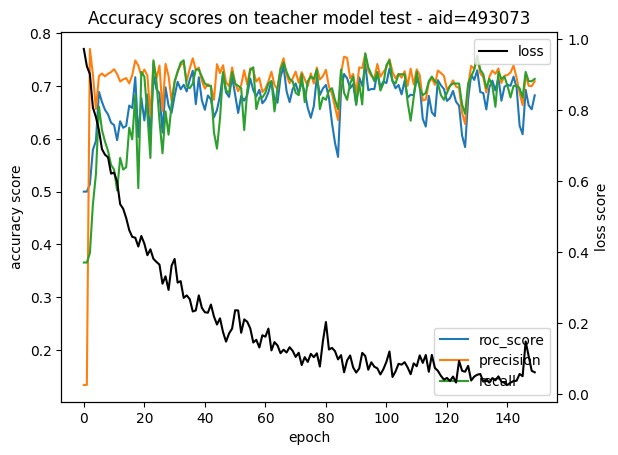 Accuracy scores on teacher model test - aid=493073
0.8
0.7
0.6
0.5
0.4
0.3
0.2
accuracy score
1.0
0.8
0.6
0.4
0.2
0.0
loss score
loss
roc_score
precision
recall
0 20 40 60 80 100 120 140
epoch